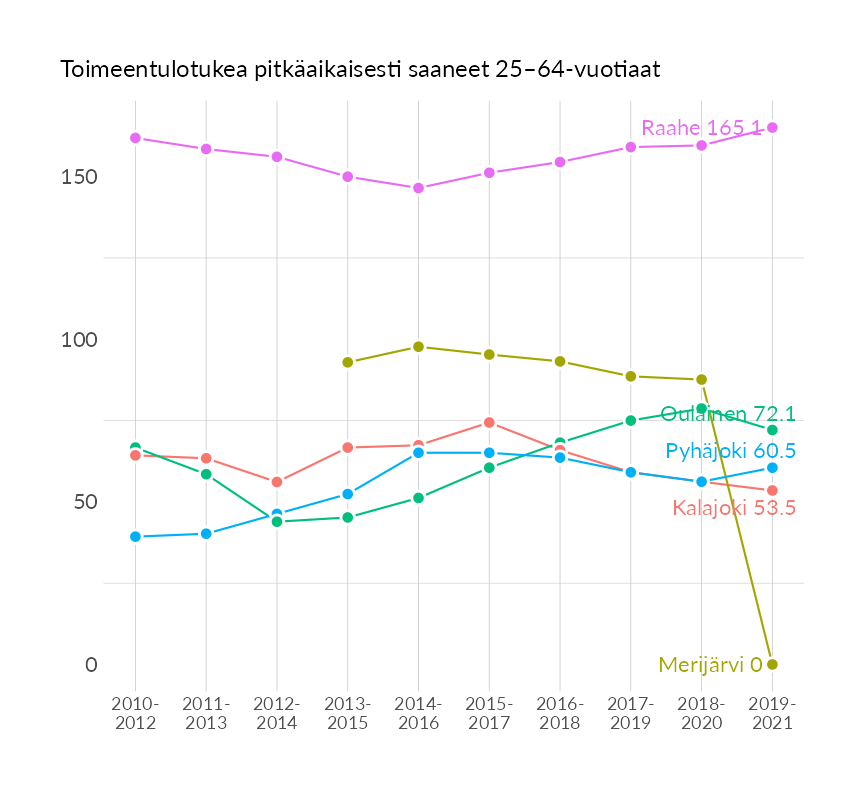 Toimeentulotukea pitkäaikaisesti saaneet 25–64-vuotiaat
Raahe 165.1
150
100
Oulainen 72.1
Pyhäjoki 60.5
50
Kalajoki 53.5
0
Merijärvi 0
2010- 2011- 2012- 2013- 2014- 2015- 2016- 2017- 2018- 2019-
2012 2013 2014 2015 2016 2017 2018 2019 2020 2021